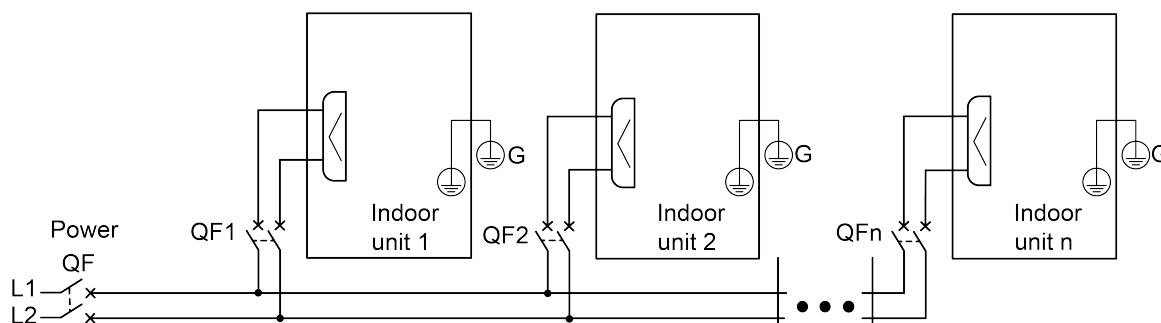 Power
QF
L1
L2
QF1
Indoor
unit 1
G
QF2
Indoor
unit 2
G
QFn
Indoor
unit n